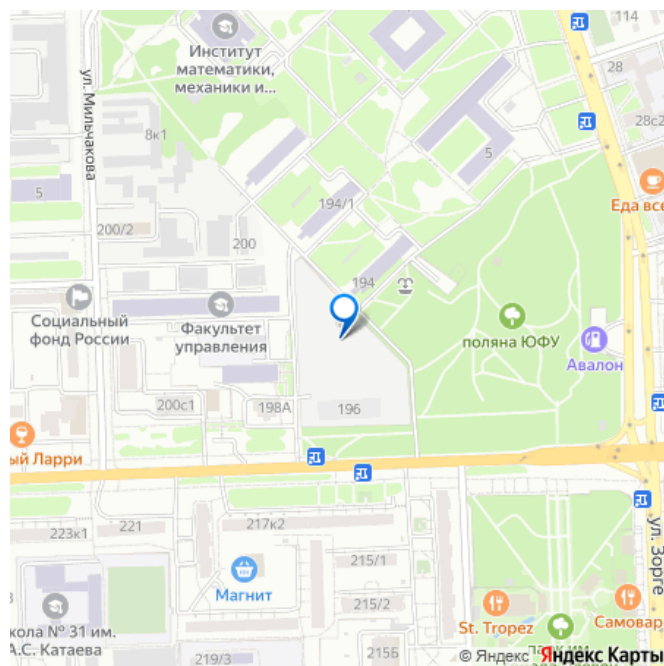 114
Институт
математики,
механики и...
28
ул. Мильчакова
8к1
28с2
5
5
Еда все
194/1
200/2
200
194
Социальный
фонд России
Факультет
управления
поляна ЮФУ
Авалон
200с1
198А
196
ый Ларри
223к1
221
217к2
ул. Зорге
215/1
Магнит
215/2
кола № 31 им.
А.С. Катаева
St. Tropez
Самовар
219/3
215б
парк им.
© Яндекс Яндекс Карты